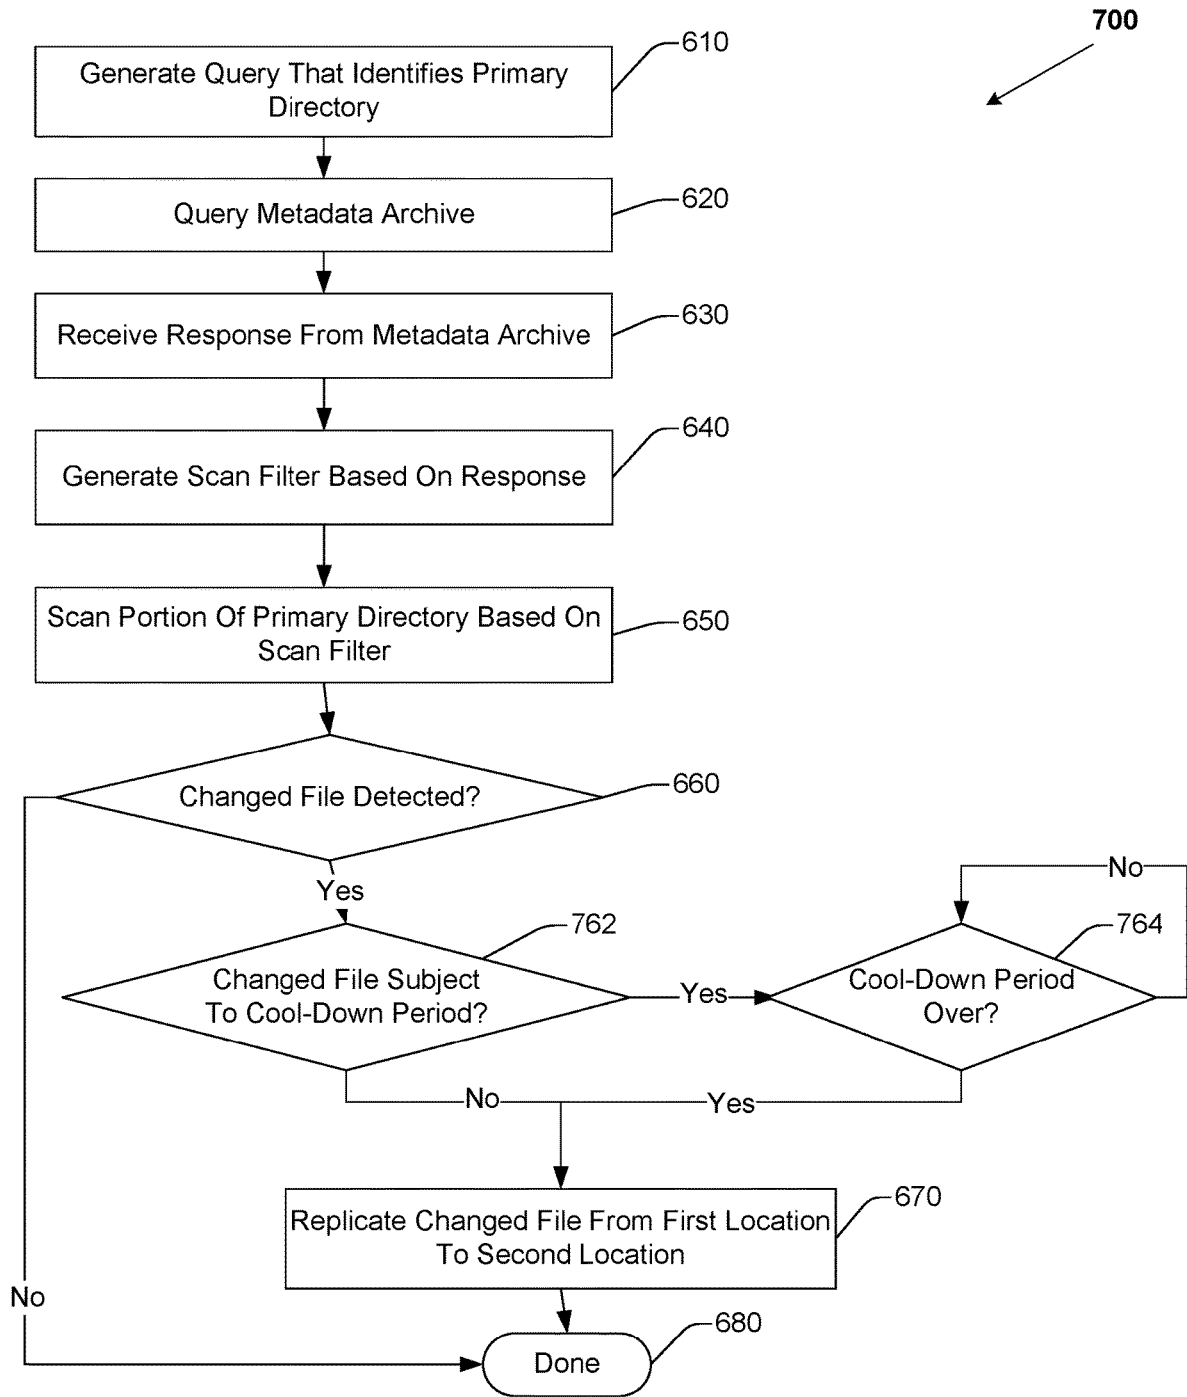 700
610
Generate Query That Identifies Primary
Directory
620
Query Metadata Archive
630
Receive Response From Metadata Archive
640
Generate Scan Filter Based On Response
650
Scan Portion Of Primary Directory Based On
Scan Filter
660
Changed File Detected?
Yes
No
762
Changed File Subject
To Cool-Down Period?
Yes
764
Cool-Down Period
Over?
No
Yes
670
Replicate Changed File From First Location
To Second Location
No
680
Done